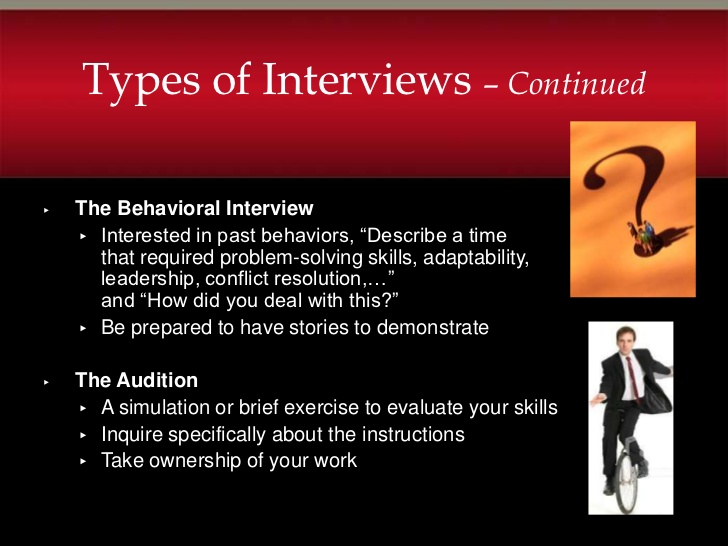 Types of Interviews – Continued
The Behavioral Interview
Interested in past behaviors, “Describe a time
that required problem-solving skills, adaptability,
leadership, conflict resolution,…”
and “How did you deal with this?”
Be prepared to have stories to demonstrate
The Audition
A simulation or brief exercise to evaluate your skills
Inquire specifically about the instructions
Take ownership of your work